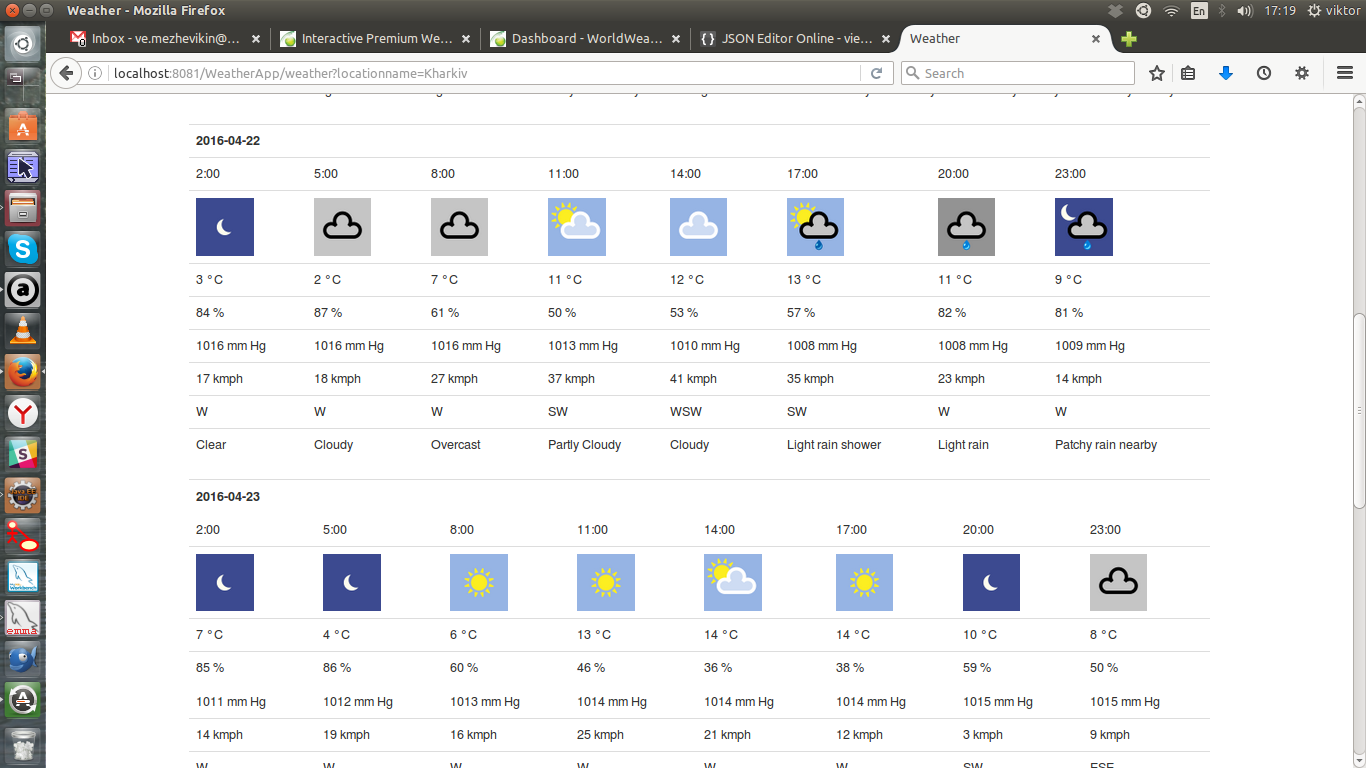 Weather - Mozilla Firefox
En
17:19
viktor
Inbox - ve.mezhevikin@...
Interactive Premium We...
Dashboard - WorldWea...
JSON Editor Online - vie...
Weather
localhost:8081/WeatherApp/weather?locationname=Kharkiv
Search
2016-04-22
2:00 5:00 8:00 11:00 14:00 17:00 20:00 23:00
3 °C 2 °C 7 °C 11 °C 12 °C 13 °C 11 °C 9 °C
84 % 87 % 61 % 50 % 53 % 57 % 82 % 81 %
1016 mm Hg 1016 mm Hg 1016 mm Hg 1013 mm Hg 1010 mm Hg 1008 mm Hg 1008 mm Hg 1009 mm Hg
17 kmph 18 kmph 27 kmph 37 kmph 41 kmph 35 kmph 23 kmph 14 kmph
W W W SW WSW SW W W
Clear Cloudy Overcast Partly Cloudy Cloudy Light rain shower Light rain Patchy rain nearby
2016-04-23
2:00 5:00 8:00 11:00 14:00 17:00 20:00 23:00
7 °C 4 °C 6 °C 13 °C 14 °C 14 °C 10 °C 8 °C
85 % 86 % 60 % 46 % 36 % 38 % 59 % 50 %
1011 mm Hg 1012 mm Hg 1013 mm Hg 1014 mm Hg 1014 mm Hg 1014 mm Hg 1015 mm Hg 1015 mm Hg
14 kmph 19 kmph 16 kmph 25 kmph 21 kmph 12 kmph 3 kmph 9 kmph
W W W W W W SW ESE